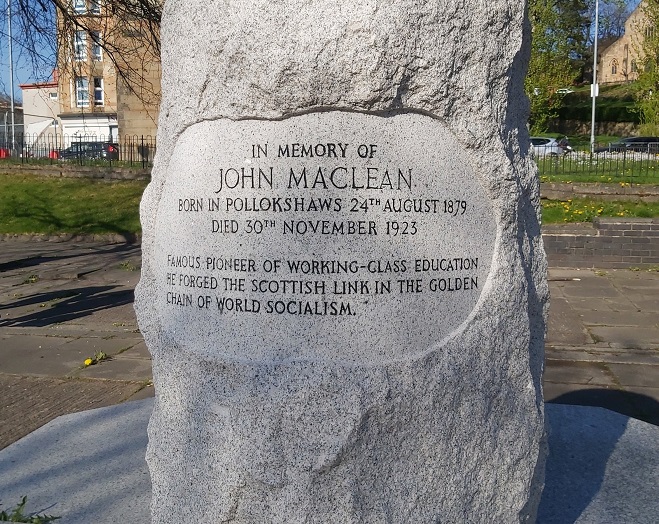 IN MEMORY OF
JOHN MACLEAN
BORN IN POLLOKSHAWS 24TH AUGUST 1879
DIED 30TH NOVEMBER 1923
FAMOUS PIONEER OF WORKING-CLASS EDUCATION
HE FORGED THE SCOTTISH LINK IN THE GOLDEN
CHAIN OF WORLD SOCIALISM.